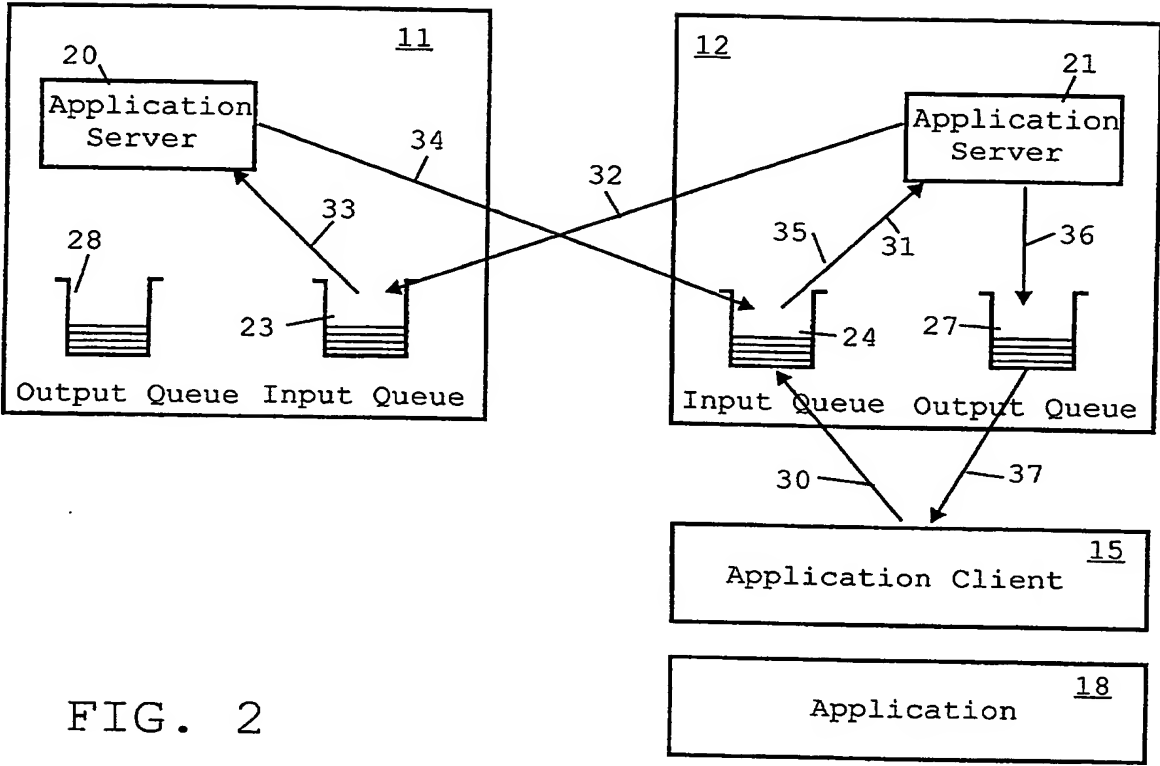 11
20
Application
Server
34
33
28
23
Output Queue Input Queue
12
21
Application
Server
32
35
31
36
24
27
Input Queue Output Queue
30
37
15
Application Client
18
Application
FIG. 2